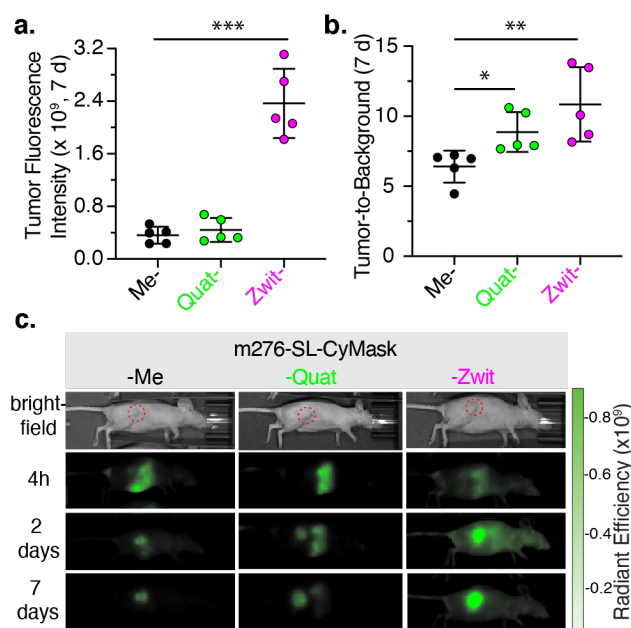 a.
***
Tumor Fluorescence
Intensity (x 10⁹, 7 d)
3.2
2.4
1.6
0.8
0.0
Me-
Quat-
Zwit-
b.
**
*
Tumor-to-Background (7 d)
15
10
5
0
Me-
Quat-
Zwit-
c.
m276-SL-CyMask
-Me
-Quat
-Zwit
bright-
field
4h
2
days
7
days
-0.8
-0.6
-0.4
-0.2
Radiant Efficiency (x10⁹)